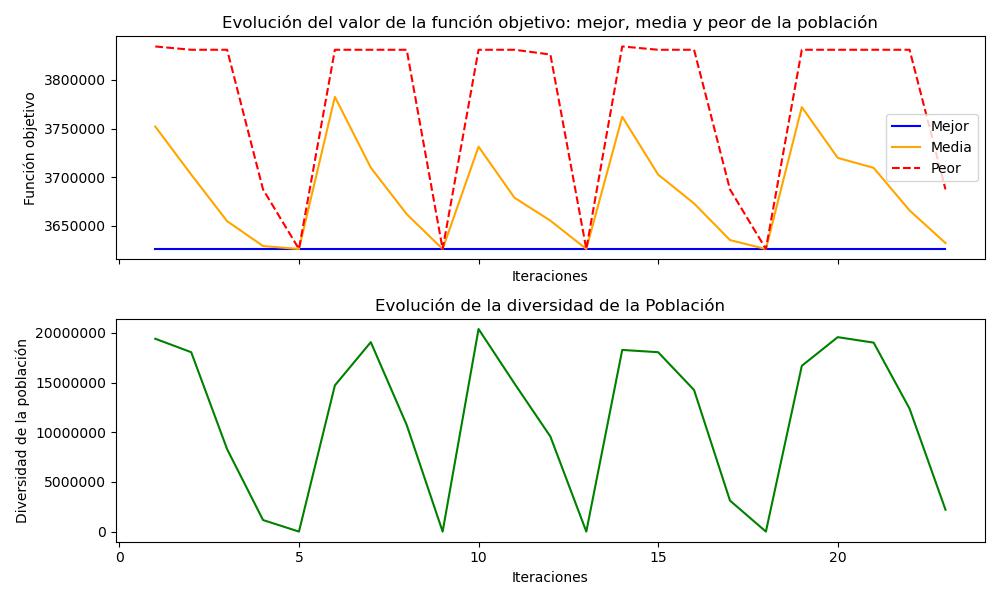 Evolución del valor de la función objetivo: mejor, media y peor de la población
Función objetivo
3800000
3750000
3700000
3650000
Mejor
Media
Peor
Iteraciones
Evolución de la diversidad de la Población
Diversidad de la población
20000000
15000000
10000000
5000000
0
0 5 10 15 20
Iteraciones